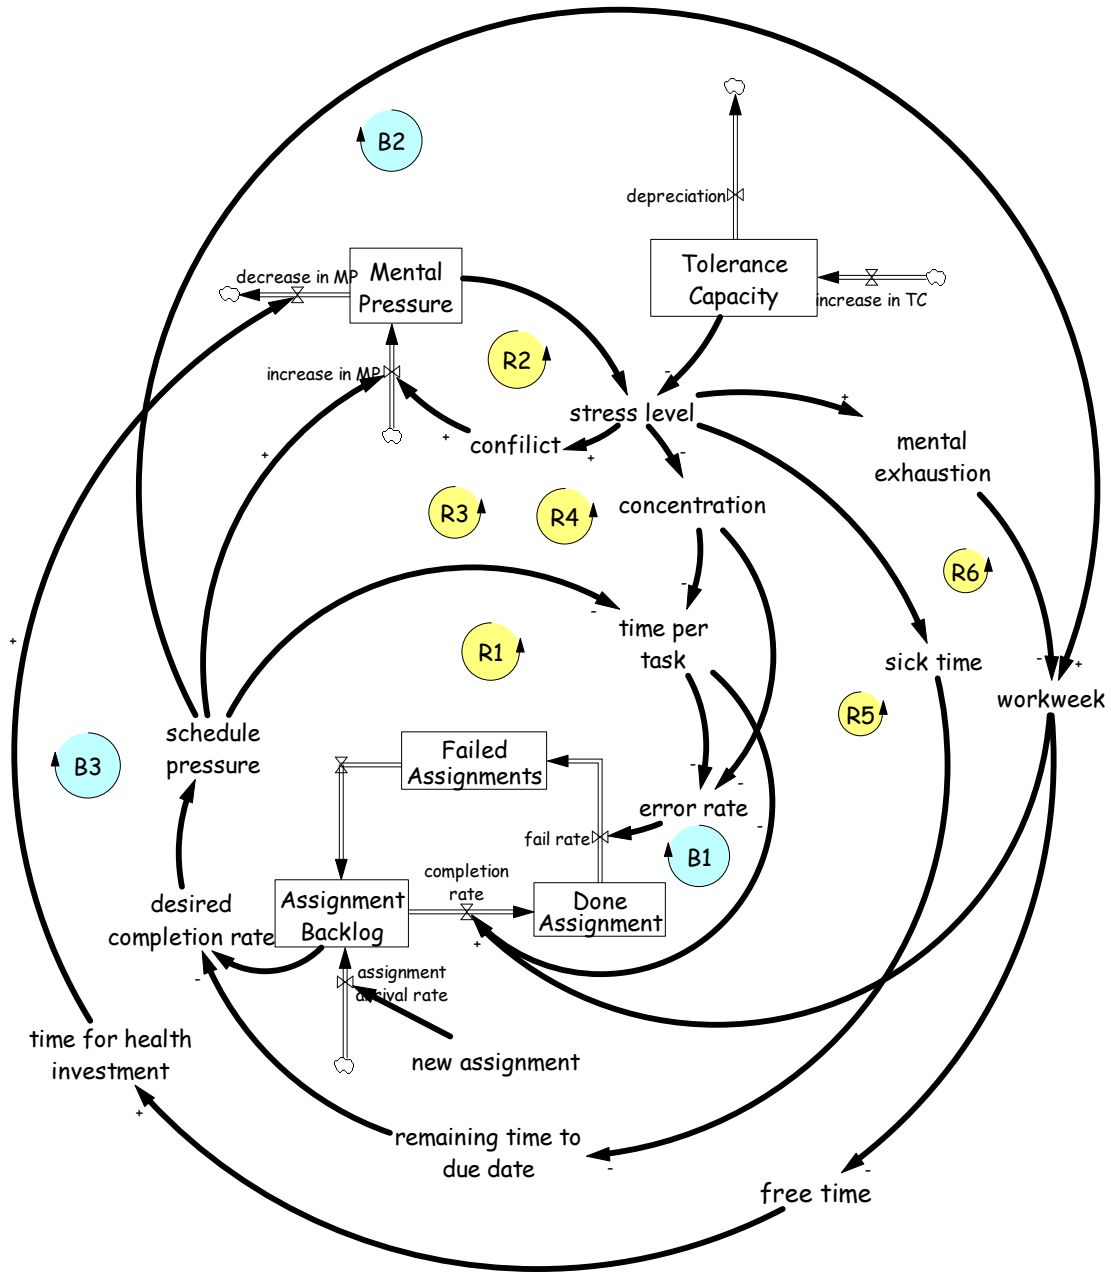 B2
depreciation
Tolerance
Capacity
increase in TC
decrease in MP
Mental
Pressure
increase in MP
R2
-
stress level
+
confilict
+
+
-
+
mental
exhaustion
concentration
R3
R4
R6
-
-
time per
task
R1
+
sick time
-
+
workweek
R5
schedule
pressure
B3
Failed
Assignments
-
-
error rate
-
fail rate
B1
completion
rate
desired
completion rate
Assignment
Backlog
Done
Assignment
+
-
assignment
arrival rate
time for health
investment
new assignment
+
remaining time to
due date
-
-
free time